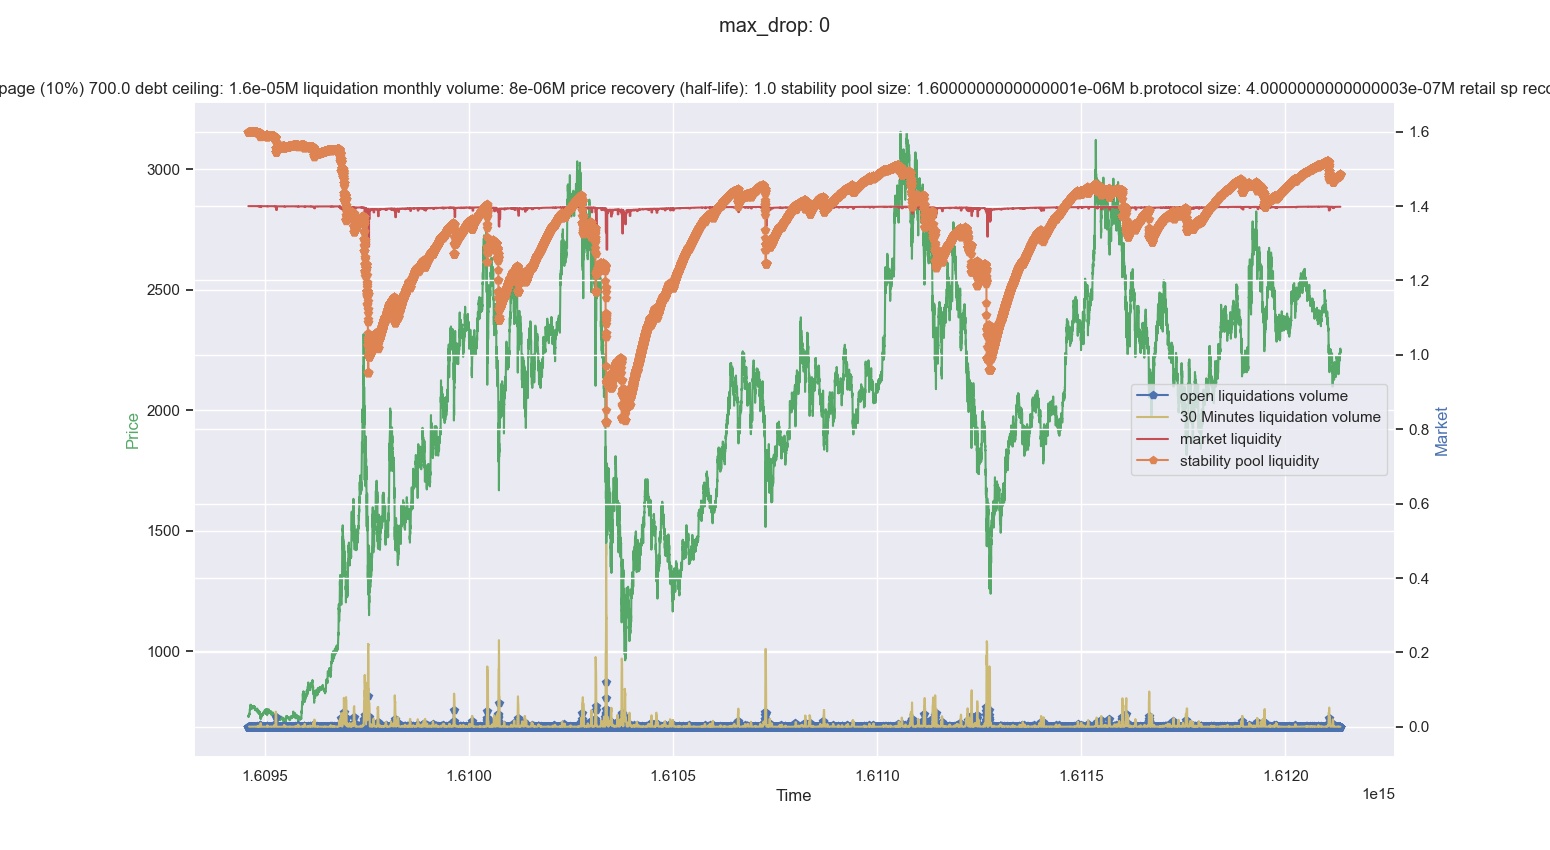 max_drop: 0
page (10%) 700.0 debt ceiling: 1.6e-05M liquidation monthly volume: 8e-06M price recovery (half-life): 1.0 stability pool size: 1.6000000000000001e-06M b.protocol size: 4.0000000000000003e-07M retail sp reco
3000
2500
2000
1500
1000
Price
1.6
1.4
1.2
1.0
0.8
0.6
0.4
0.2
0.0
Market
open liquidations volume
30 Minutes liquidation volume
market liquidity
stability pool liquidity
1.6095 1.6100 1.6105 1.6110 1.6115 1.6120
Time
1e15